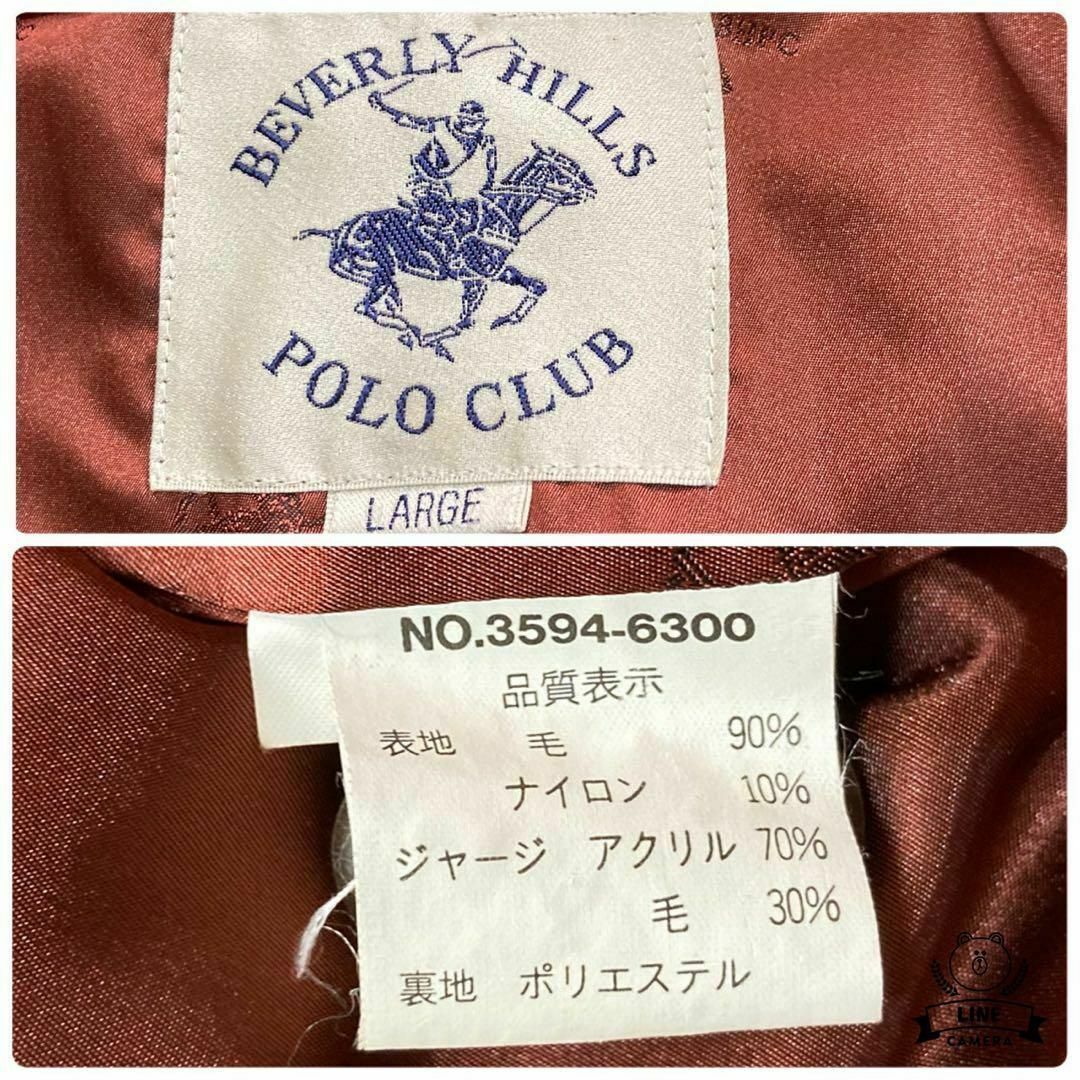 BEVERLY HILLS
POLO CLUB
LARGE
NO.3594-6300
品質表示
表地 毛 90%
ナイロン 10%
ジャージ アクリル 70%
毛 30%
裏地 ポリエステル
LINE
CAMERA